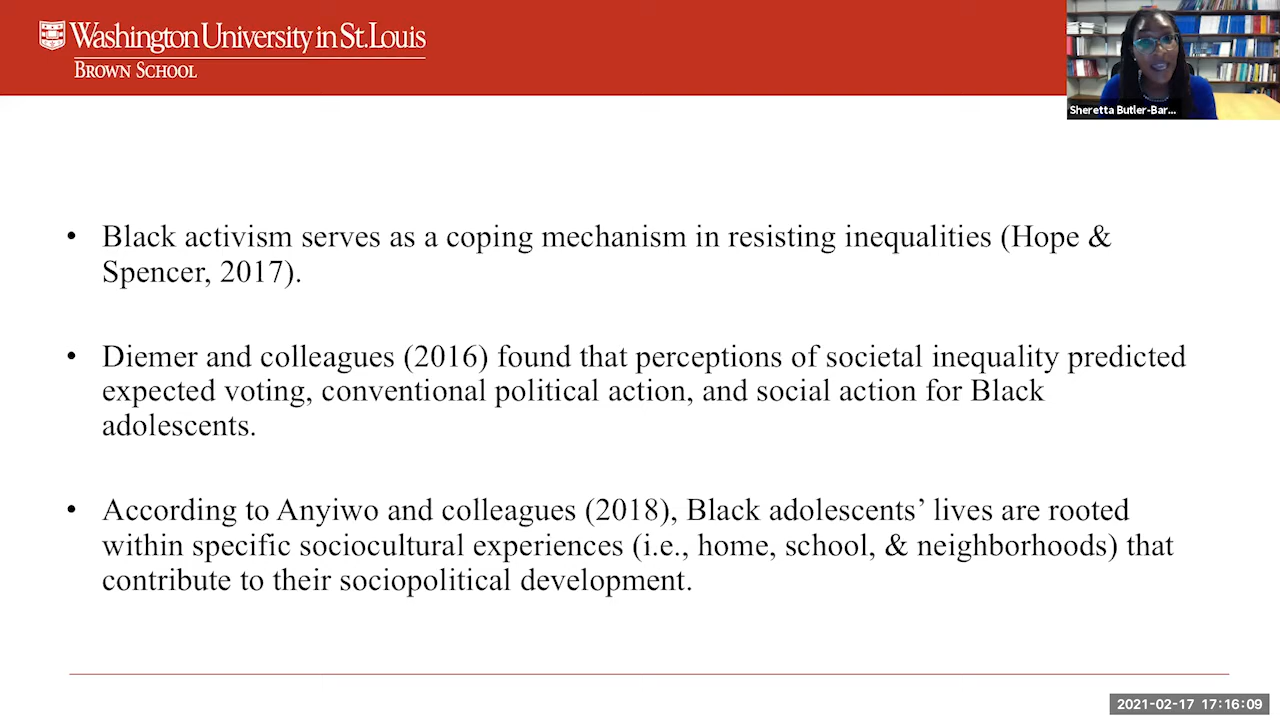 Washington University in St. Louis
BROWN SCHOOL
Sheretta Butler-Bar...
• Black activism serves as a coping mechanism in resisting inequalities (Hope &
Spencer, 2017).
• Diemer and colleagues (2016) found that perceptions of societal inequality predicted
expected voting, conventional political action, and social action for Black
adolescents.
• According to Anyiwo and colleagues (2018), Black adolescents’ lives are rooted
within specific sociocultural experiences (i.e., home, school, & neighborhoods) that
contribute to their sociopolitical development.
2021-02-17 17:16:09